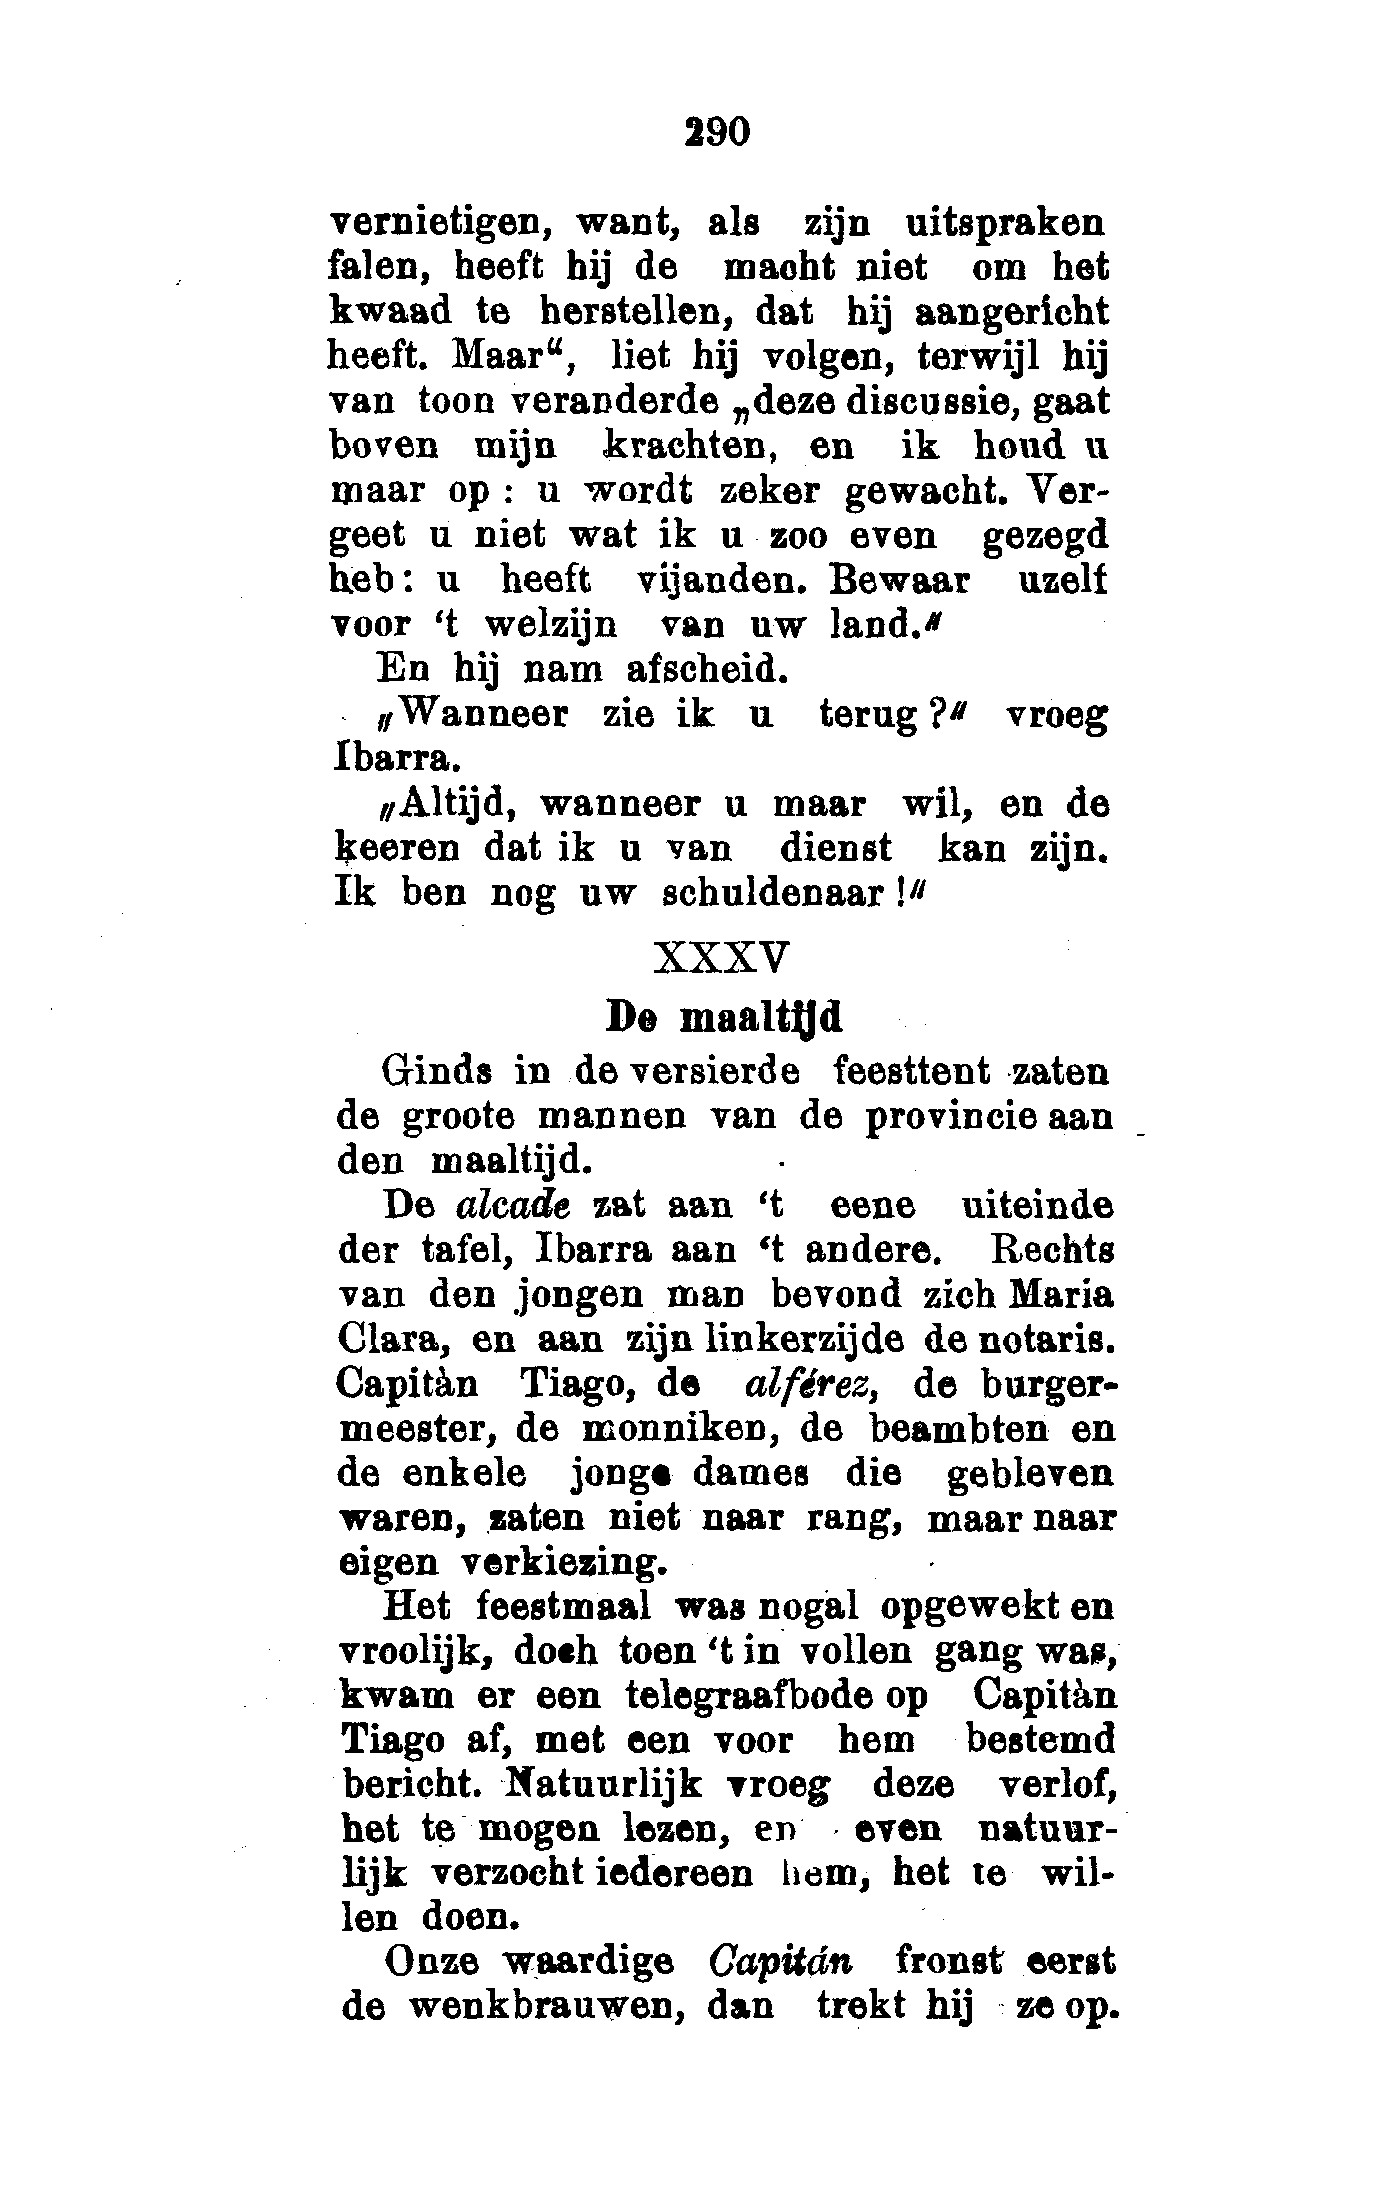 290
vernietigen, want, als zijn uitspraken
falen, heeft hij de macht niet om het
kwaad te herstellen, dat hij aangericht
heeft. Maar“, liet hij volgen, terwijl hij
van toon veranderde „deze discussie, gaat
boven mijn krachten, en ik houd u
maar op : u wordt zeker gewacht. Ver-
geet u niet wat ik u zoo even gezegd
heb: u heeft vijanden. Bewaar uzelf
voor ‘t welzijn van uw land.“
En hij nam afscheid.
„Wanneer zie ik u terug ?“ vroeg
Ibarra.
„Altijd, wanneer u maar wil, en de
keeren dat ik u van dienst kan zijn.
Ik ben nog uw schuldenaar !“
XXXV
De maaltijd
Ginds in de versierde feesttent zaten
de groote mannen van de provincie aan
den maaltijd.
De alcade zat aan ‘t eene uiteinde
der tafel, Ibarra aan ‘t andere. Rechts
van den jongen man bevond zich Maria
Clara, en aan zijn linkerzijde de notaris.
Capitàn Tiago, de alférez, de burger-
meester, de monniken, de beambten en
de enkele jonge dames die gebleven
waren, zaten niet naar rang, maar naar
eigen verkiezing.
Het feestmaal was nogal opgewekt en
vroolijk, doch toen ‘t in vollen gang was,
kwam er een telegraafbode op Capitàn
Tiago af, met een voor hem bestemd
bericht. Natuurlijk vroeg deze verlof,
het te mogen lezen, en even natuur-
lijk verzocht iedereen hem, het te wil-
len doen.
Onze waardige Capitán fronst eerst
de wenkbrauwen, dan trekt hij ze op.